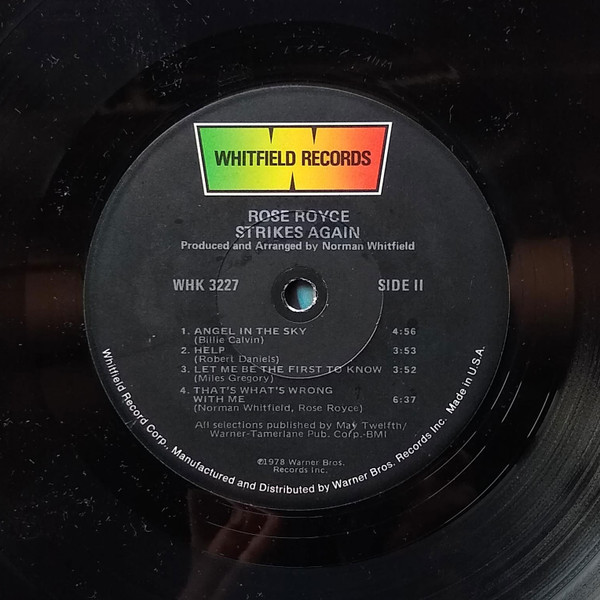 WHITFIELD RECORDS
ROSE ROYCE
STRIKES AGAIN
Produced and Arranged by Norman Whitfield
WHK 3227 SIDE II
1. ANGEL IN THE SKY 4:56
(Billie Calvin)
2. HELP 3:53
(Robert Daniels)
3. LET ME BE THE FIRST TO KNOW 3:52
(Miles Gregory)
4. THAT'S WHAT'S WRONG
WITH ME 6:37
(Norman Whitfield, Rose Royce)
All selections published by May Twelfth/
Warner-Tamerlane Pub. Corp.-BMI
℗1978 Warner Bros.
Records Inc.
Whitfield Record Corp., Manufactured and Distributed by Warner Bros. Records Inc. Made in U.S.A.